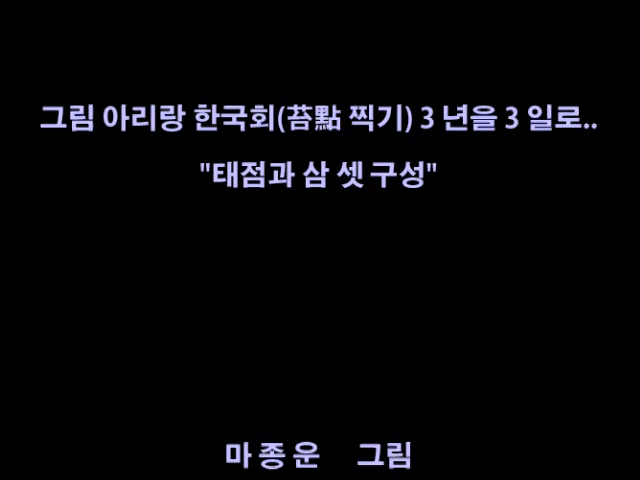 그림 아리랑 한국회(苔點 찍기) 3 년을 3 일로..
"태점과 삼 셋 구성"
마 종 운 그림